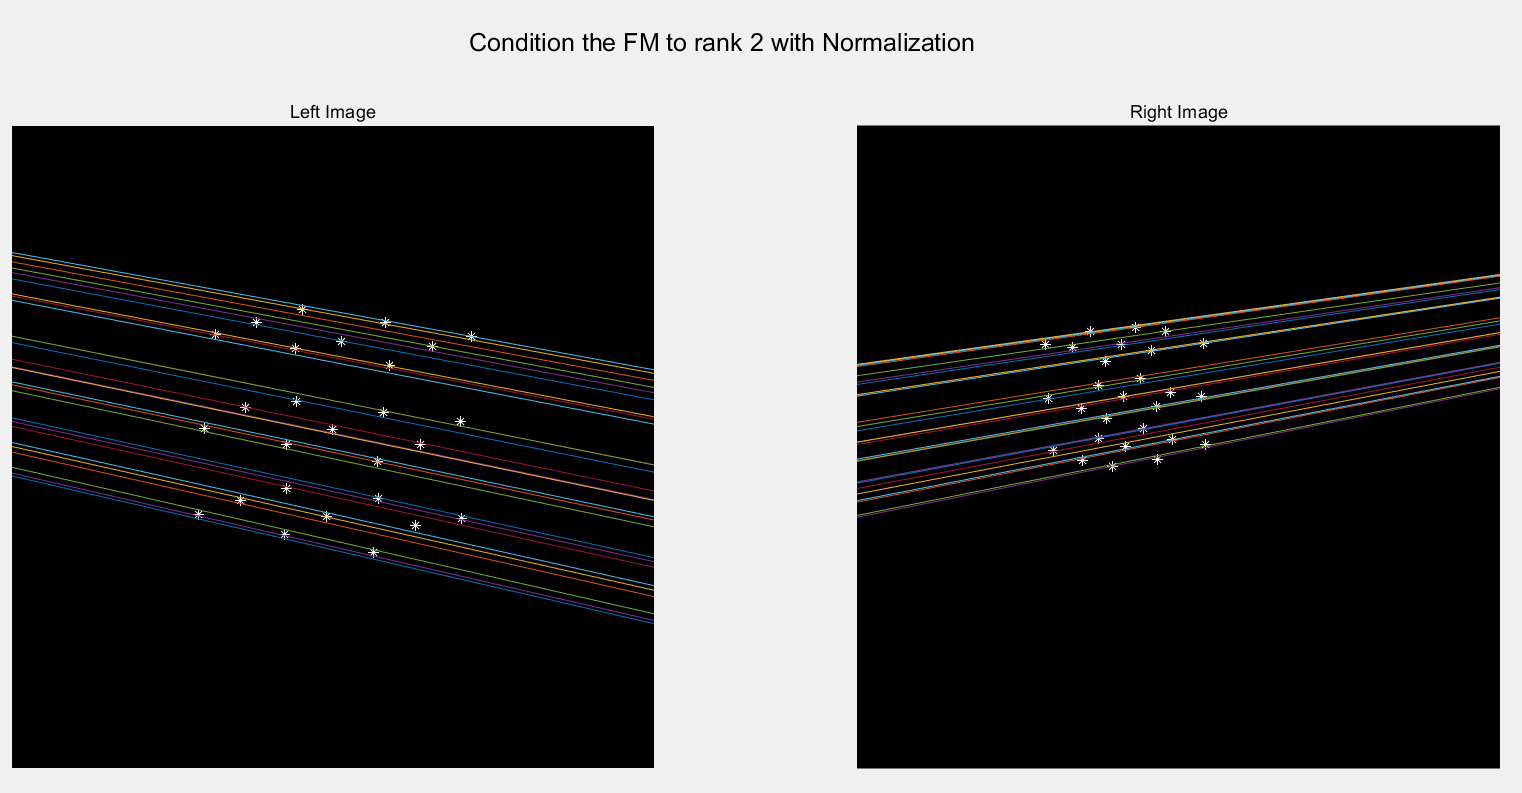 Condition the FM to rank 2 with Normalization
Left Image
Right Image